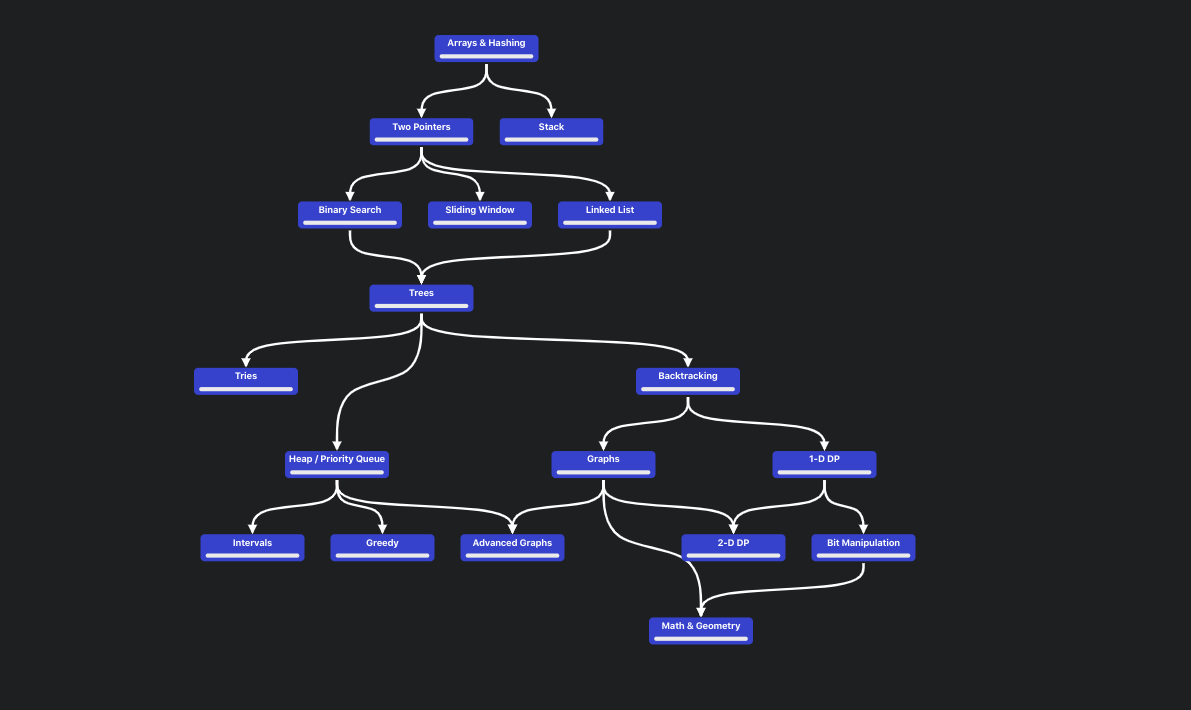 Arrays & Hashing
Two Pointers
Stack
Binary Search
Sliding Window
Linked List
Trees
Tries
Backtracking
Heap / Priority Queue
Graphs
1-D DP
Intervals
Greedy
Advanced Graphs
2-D DP
Bit Manipulation
Math & Geometry